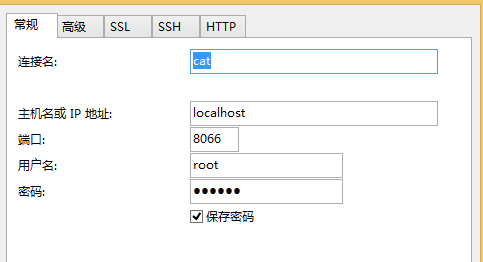 常规 高级 SSL SSH HTTP
连接名: cat
主机名或 IP 地址: localhost
端口: 8066
用户名: root
密码: ●●●●●●
保存密码